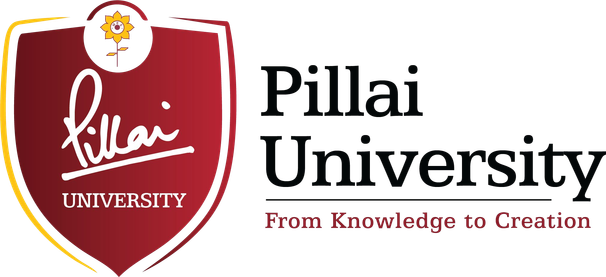 Pillai
UNIVERSITY
Pillai
University
From Knowledge to Creation